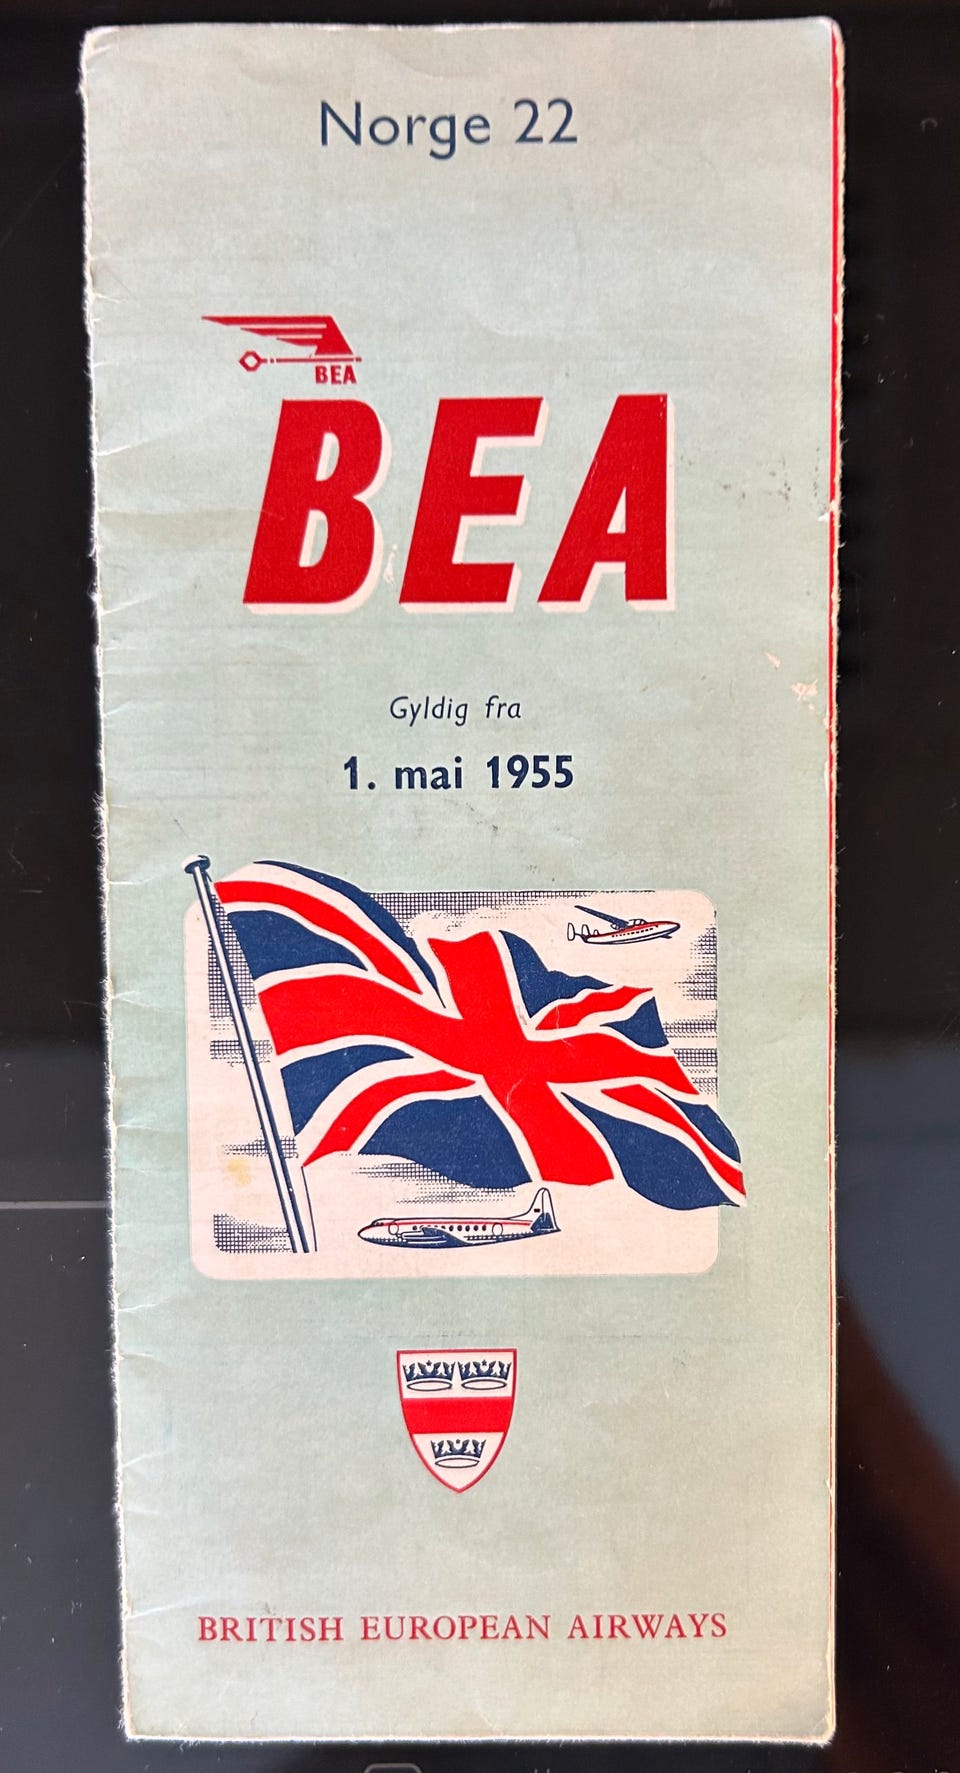 Norge 22
BEA
BEA
Gyldig fra
1. mai 1955
BRITISH EUROPEAN AIRWAYS